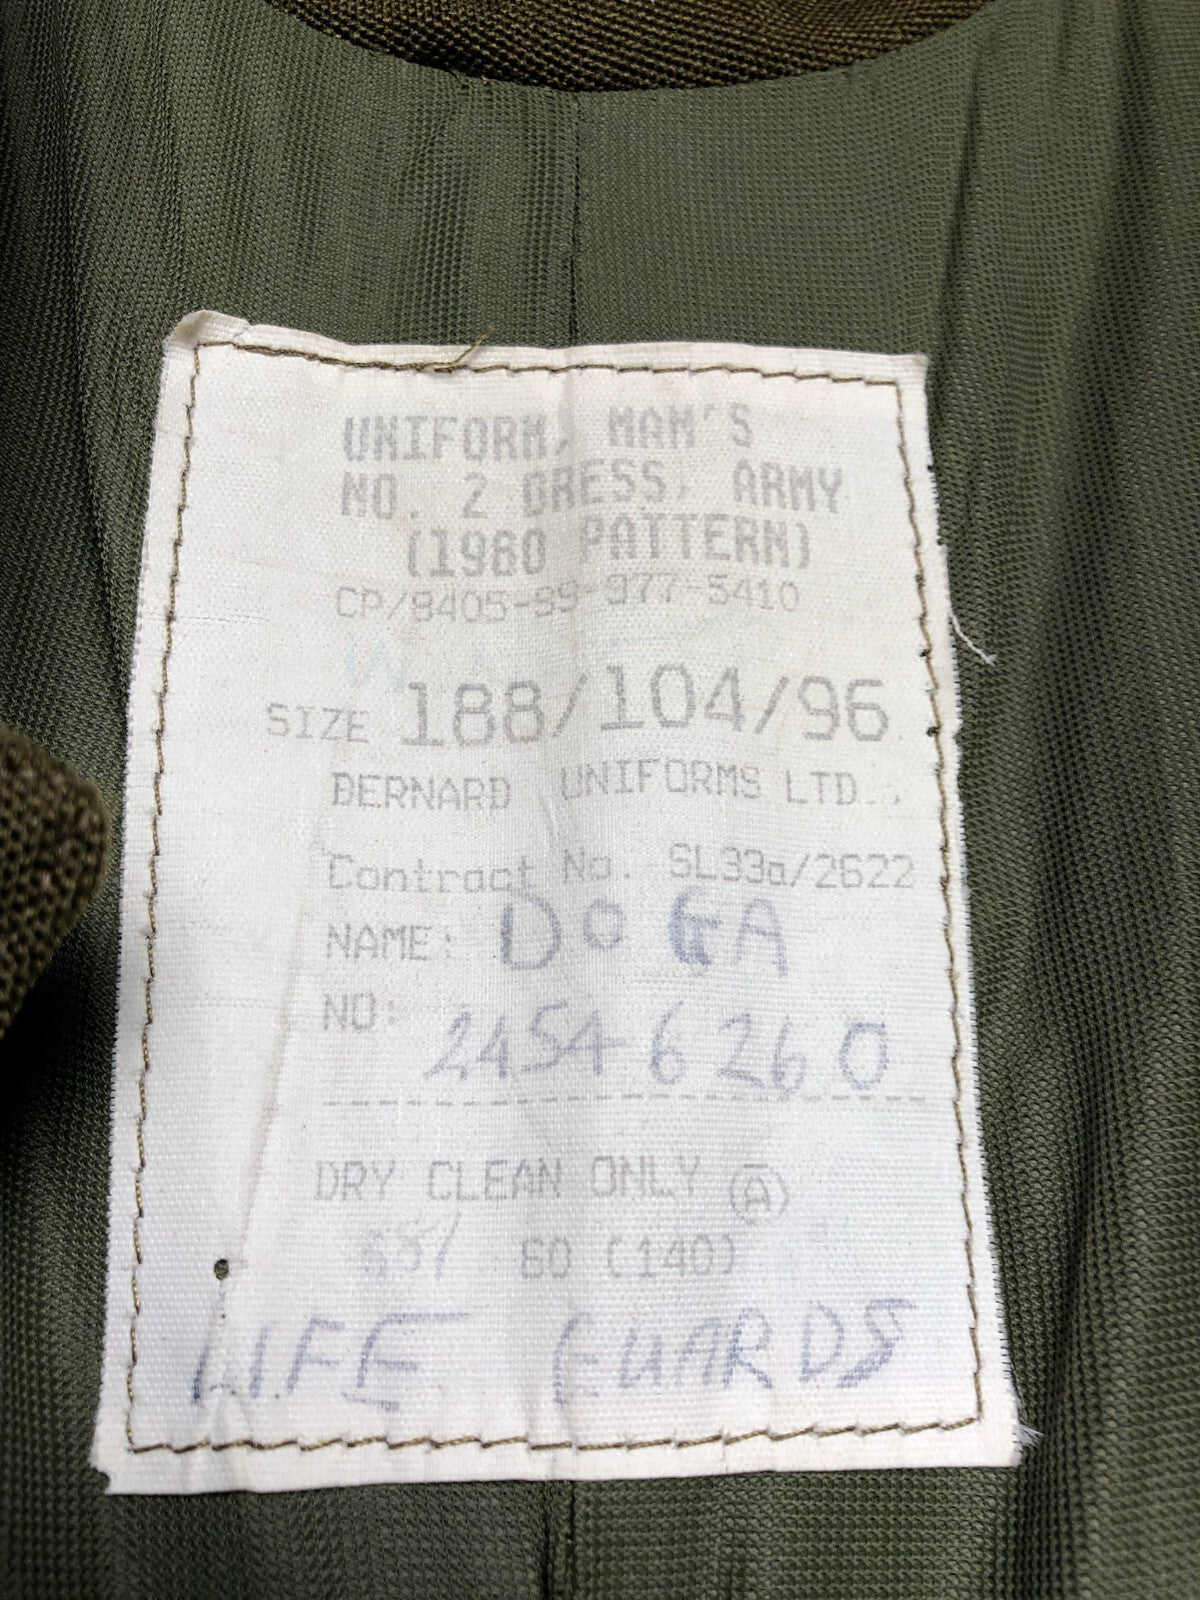 UNIFORM, MAN'S
NO. 2 DRESS, ARMY
(1980 PATTERN)
CP/8405-99-977-5410
SIZE 188/104/96
BERNARD UNIFORMS LTD.,
Contract No. SL33a/2622
NAME: DOGA
NO: 24546260
DRY CLEAN ONLY A
60 (140)
LIFE GUARDS